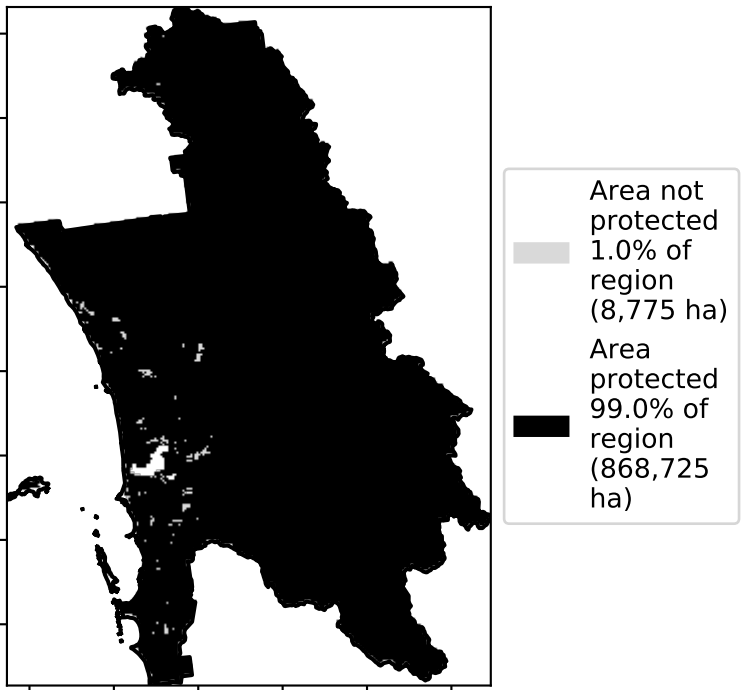 Area not
protected
1.0% of
region
(8,775 ha)
Area
protected
99.0% of
region
(868,725
ha)